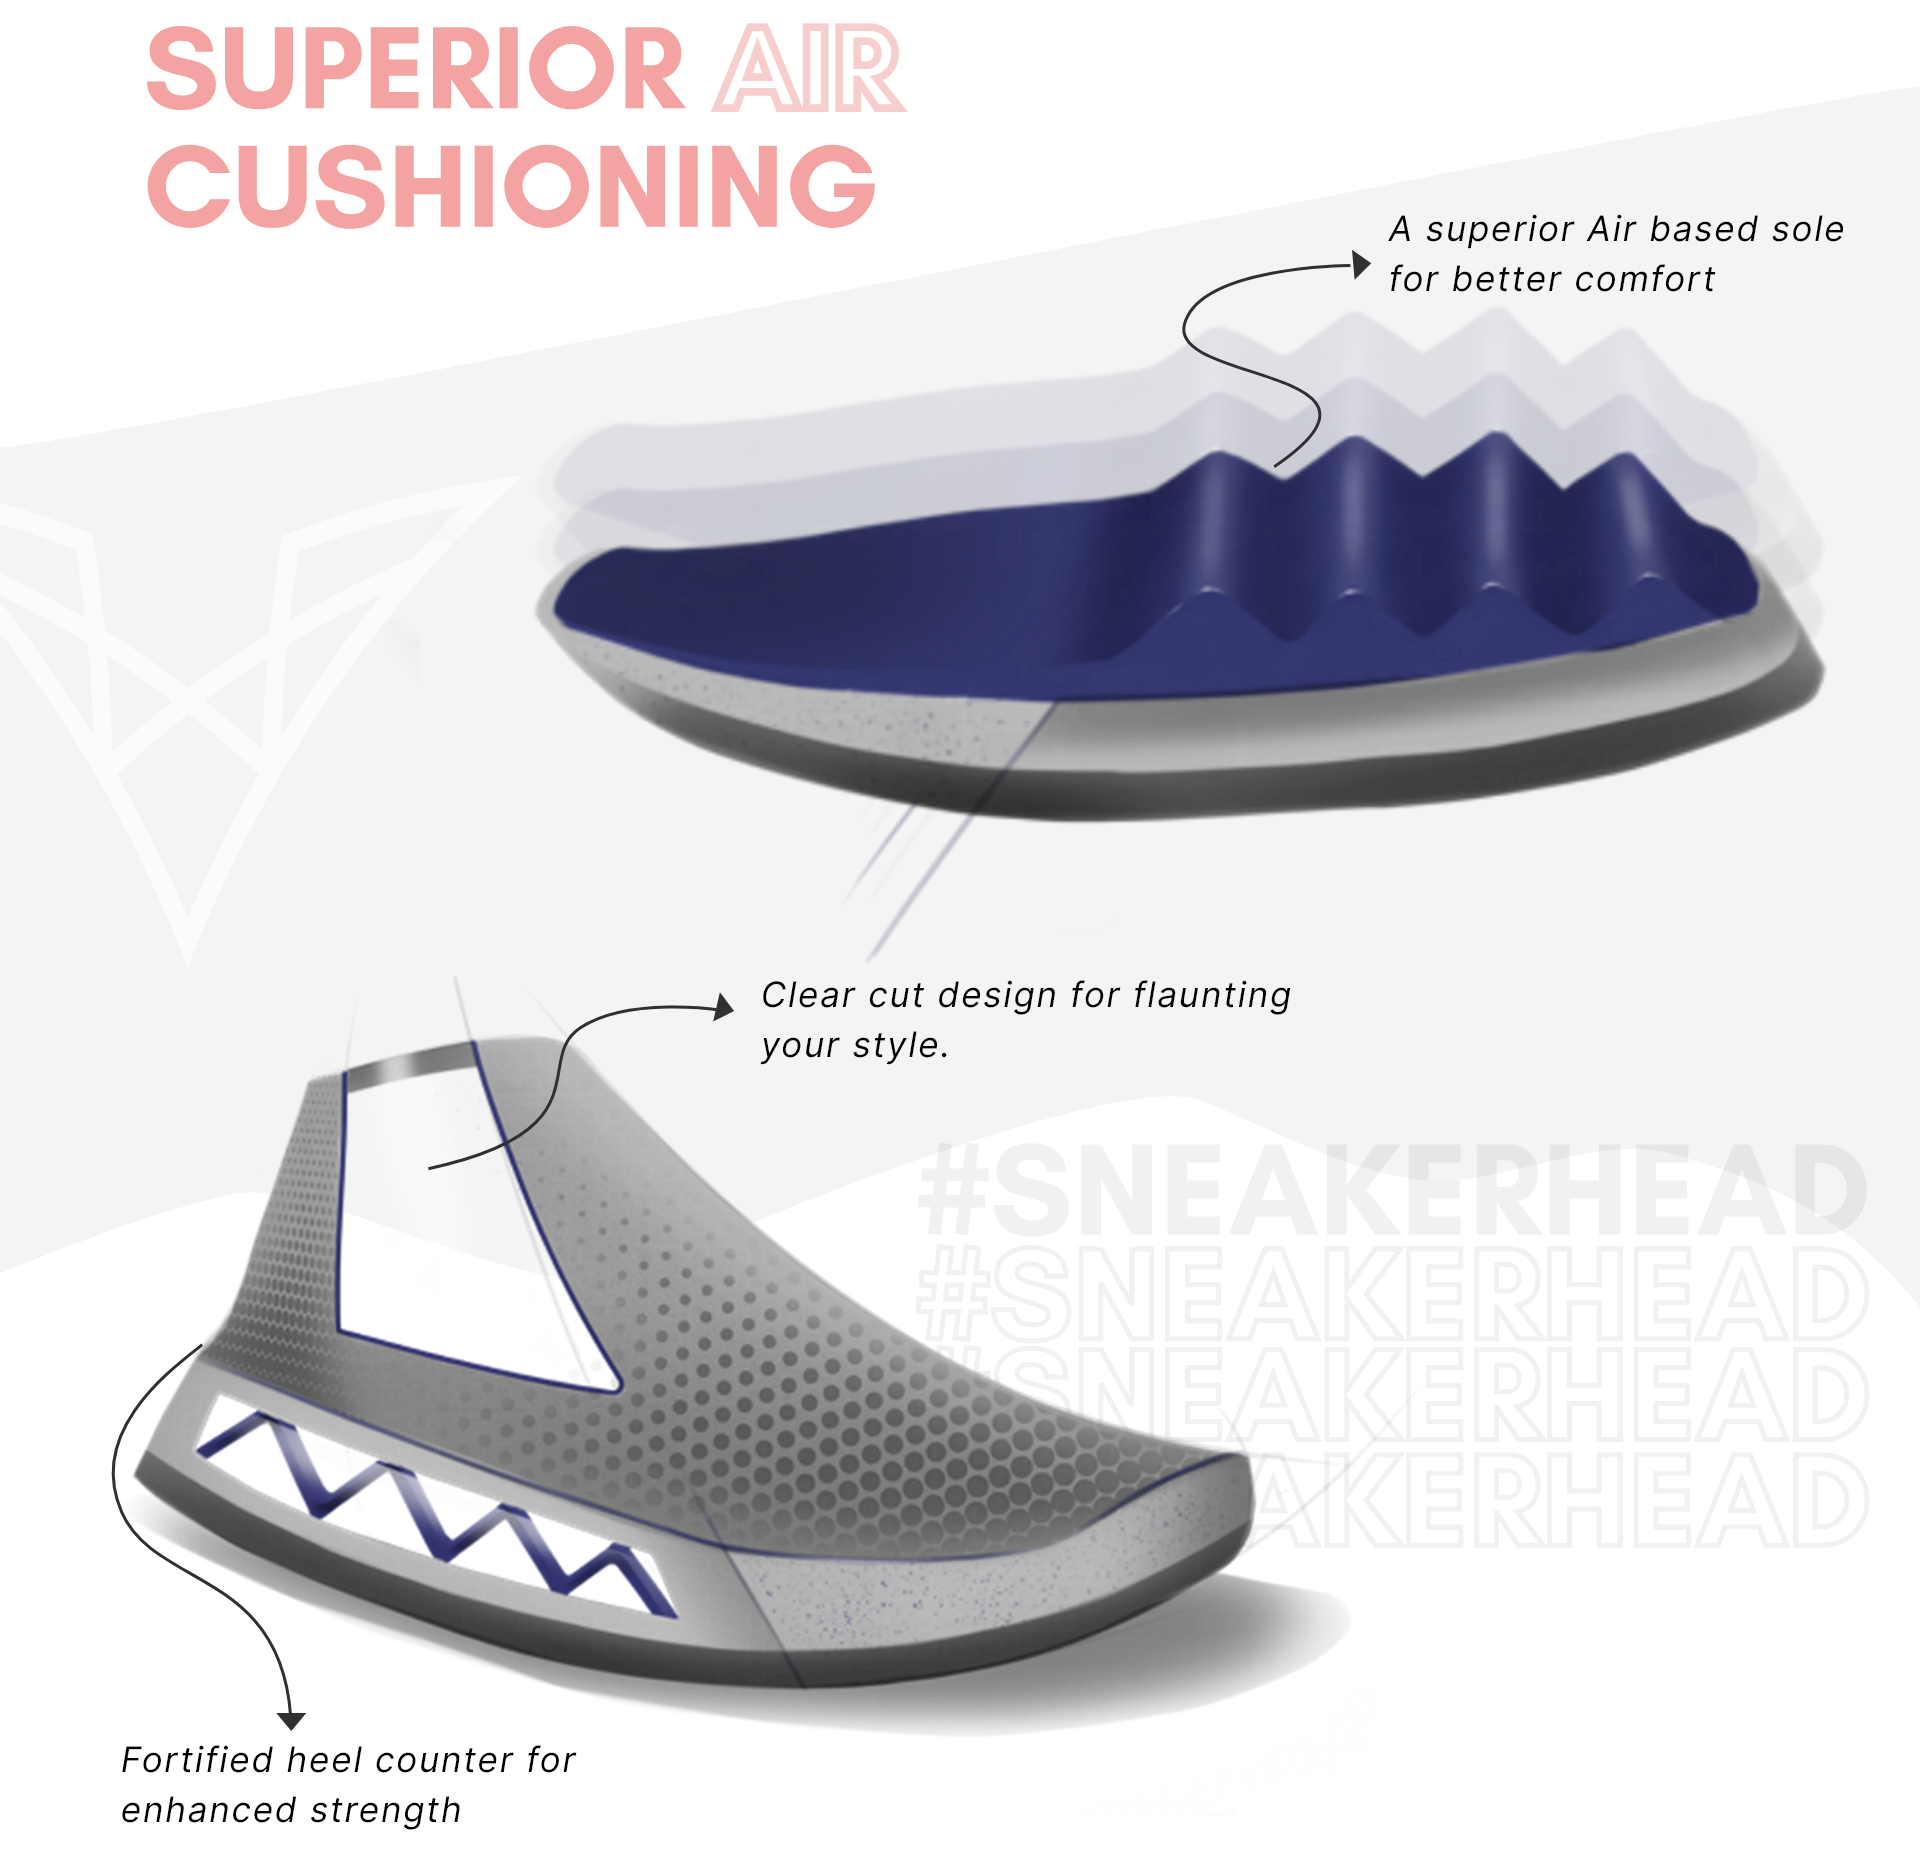 SUPERIOR AIR
CUSHIONING
A superior Air based sole
for better comfort
Clear cut design for flaunting
your style.
#SNEAKERHEAD
#SNEAKERHEAD
#SNEAKERHEAD
AKERHEAD
Fortified heel counter for
enhanced strength